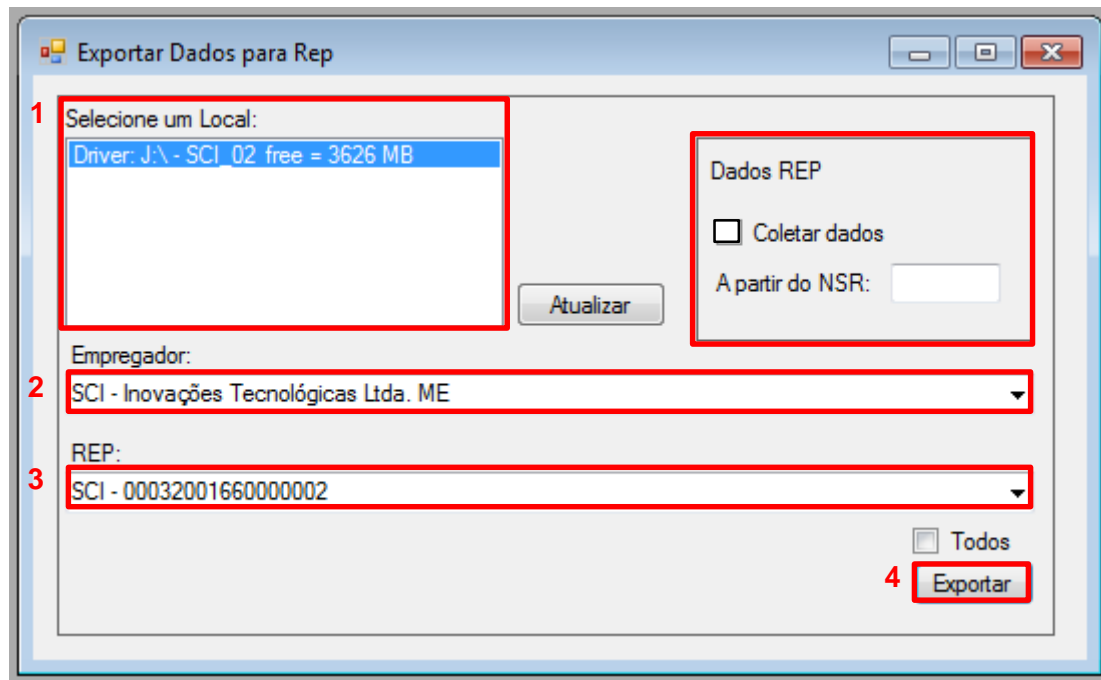 Exportar Dados para Rep
1
Selecione um Local:
Driver: J:\ - SCI_02 free = 3626 MB
Dados REP
Coletar dados
A partir do NSR:
Atualizar
Empregador:
2
SCI - Inovações Tecnológicas Ltda. ME
REP:
3
SCI - 00032001660000002
Todos
4
Exportar